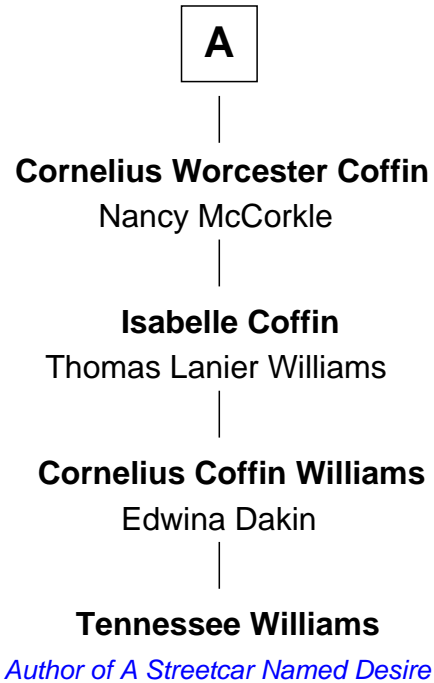 A
Cornelius Worcester Coffin
Nancy McCorkle
Isabelle Coffin
Thomas Lanier Williams
Cornelius Coffin Williams
Edwina Dakin
Tennessee Williams
Author of A Streetcar Named Desire